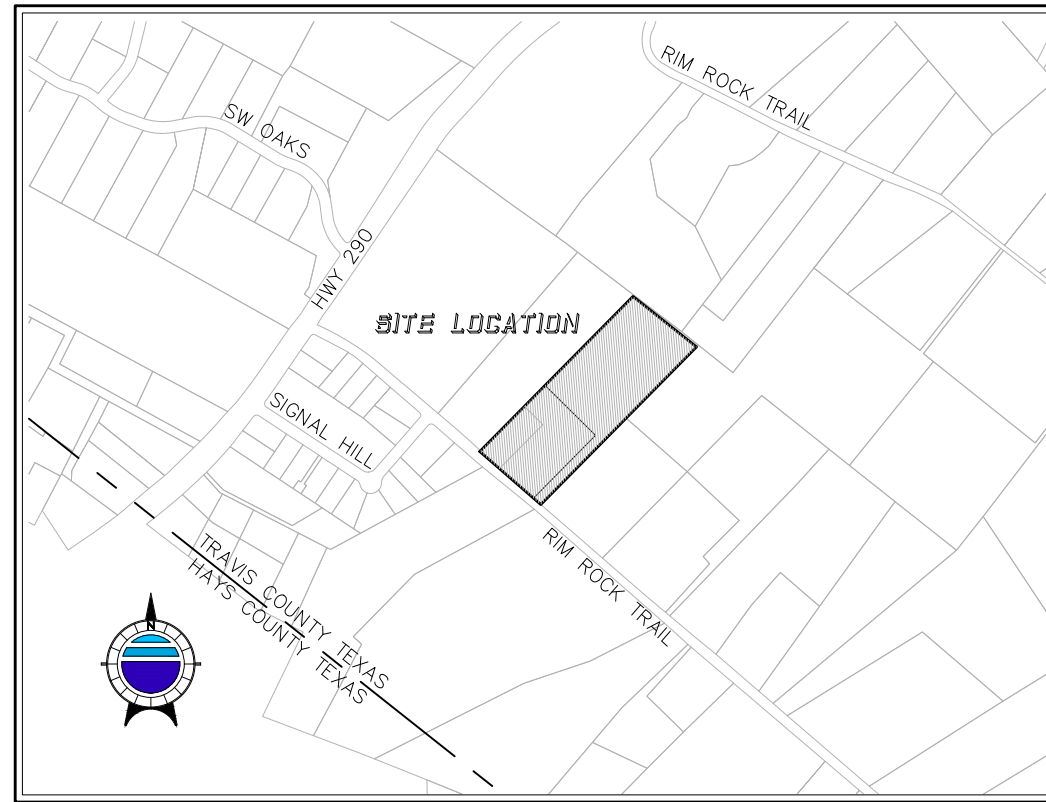 RIM ROCK TRAIL
SW OAKS
HWY 290
SITE LOCATION
SIGNAL HILL
RIM ROCK TRAIL
TRAVIS COUNTY TEXAS
HAYS COUNTY TEXAS
N